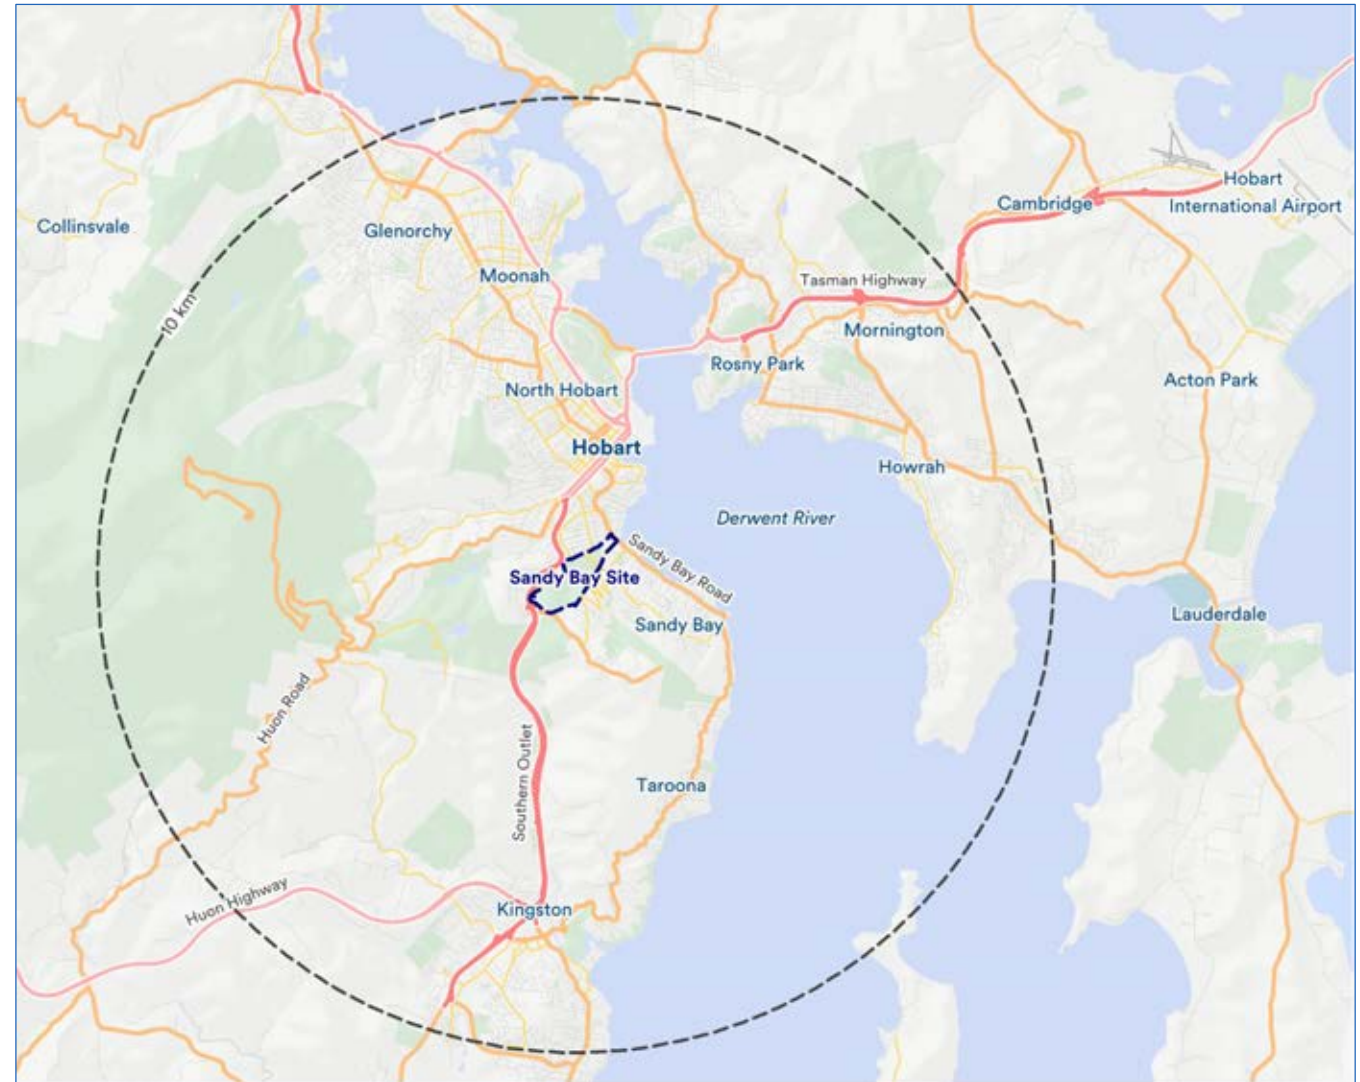 Hobart
International Airport
Cambridge
Collinsvale
Glenorchy
Moonah
Tasman Highway
10 km
Mornington
Rosny Park
Acton Park
North Hobart
Hobart
Howrah
Derwent River
Sandy Bay Road
Sandy Bay Site
Lauderdale
Sandy Bay
Huon Road
Southern Outlet
Taroona
Huon Highway
Kingston